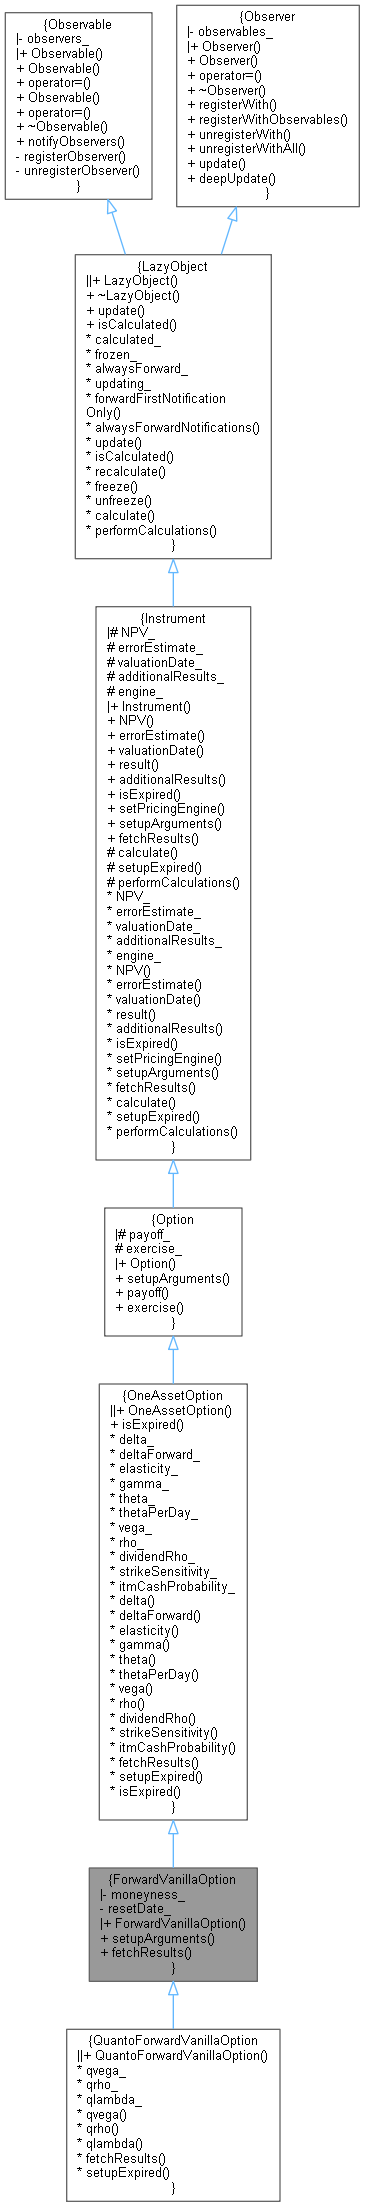 {Observable
|- observers_
|+ Observable()
+ Observable()
+ operator=()
+ Observable()
+ operator=()
+ ~Observable()
+ notifyObservers()
- registerObserver()
- unregisterObserver()
}
{Observer
|- observables_
|+ Observer()
+ Observer()
+ operator=()
+ ~Observer()
+ registerWith()
+ registerWithObservables()
+ unregisterWith()
+ unregisterWithAll()
+ update()
+ deepUpdate()
}
{LazyObject
||+ LazyObject()
+ ~LazyObject()
+ update()
+ isCalculated()
* calculated_
* frozen_
* alwaysForward_
* updating_
* forwardFirstNotification
Only()
* alwaysForwardNotifications()
* update()
* isCalculated()
* recalculate()
* freeze()
* unfreeze()
* calculate()
* performCalculations()
}
{Instrument
|# NPV_
# errorEstimate_
# valuationDate_
# additionalResults_
# engine_
|+ Instrument()
+ NPV()
+ errorEstimate()
+ valuationDate()
+ result()
+ additionalResults()
+ isExpired()
+ setPricingEngine()
+ setupArguments()
+ fetchResults()
# calculate()
# setupExpired()
# performCalculations()
* NPV_
* errorEstimate_
* valuationDate_
* additionalResults_
* engine_
* NPV()
* errorEstimate()
* valuationDate()
* result()
* additionalResults()
* isExpired()
* setPricingEngine()
* setupArguments()
* fetchResults()
* calculate()
* setupExpired()
* performCalculations()
}
{Option
|# payoff_
# exercise_
|+ Option()
+ setupArguments()
+ payoff()
+ exercise()
}
{OneAssetOption
||+ OneAssetOption()
+ isExpired()
* delta_
* deltaForward_
* elasticity_
* gamma_
* theta_
* thetaPerDay_
* vega_
* rho_
* dividendRho_
* strikeSensitivity_
* itmCashProbability_
* delta()
* deltaForward()
* elasticity()
* gamma()
* theta()
* thetaPerDay()
* vega()
* rho()
* dividendRho()
* strikeSensitivity()
* itmCashProbability()
* fetchResults()
* setupExpired()
* isExpired()
}
{ForwardVanillaOption
|- moneyness_
- resetDate_
|+ ForwardVanillaOption()
+ setupArguments()
+ fetchResults()
}
{QuantoForwardVanillaOption
||+ QuantoForwardVanillaOption()
* qvega_
* qrho_
* qlambda_
* qvega()
* qrho()
* qlambda()
* fetchResults()
* setupExpired()
}